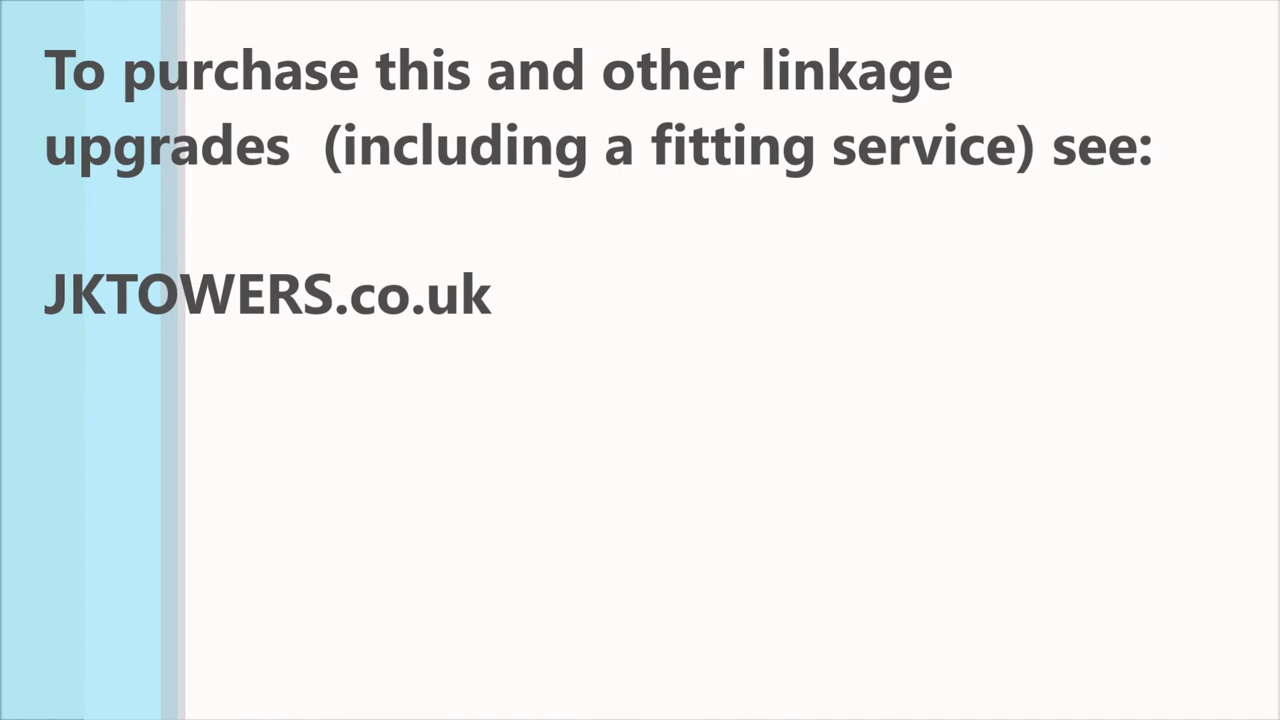 To purchase this and other linkage
upgrades  (including a fitting service) see:
JKTOWERS.co.uk